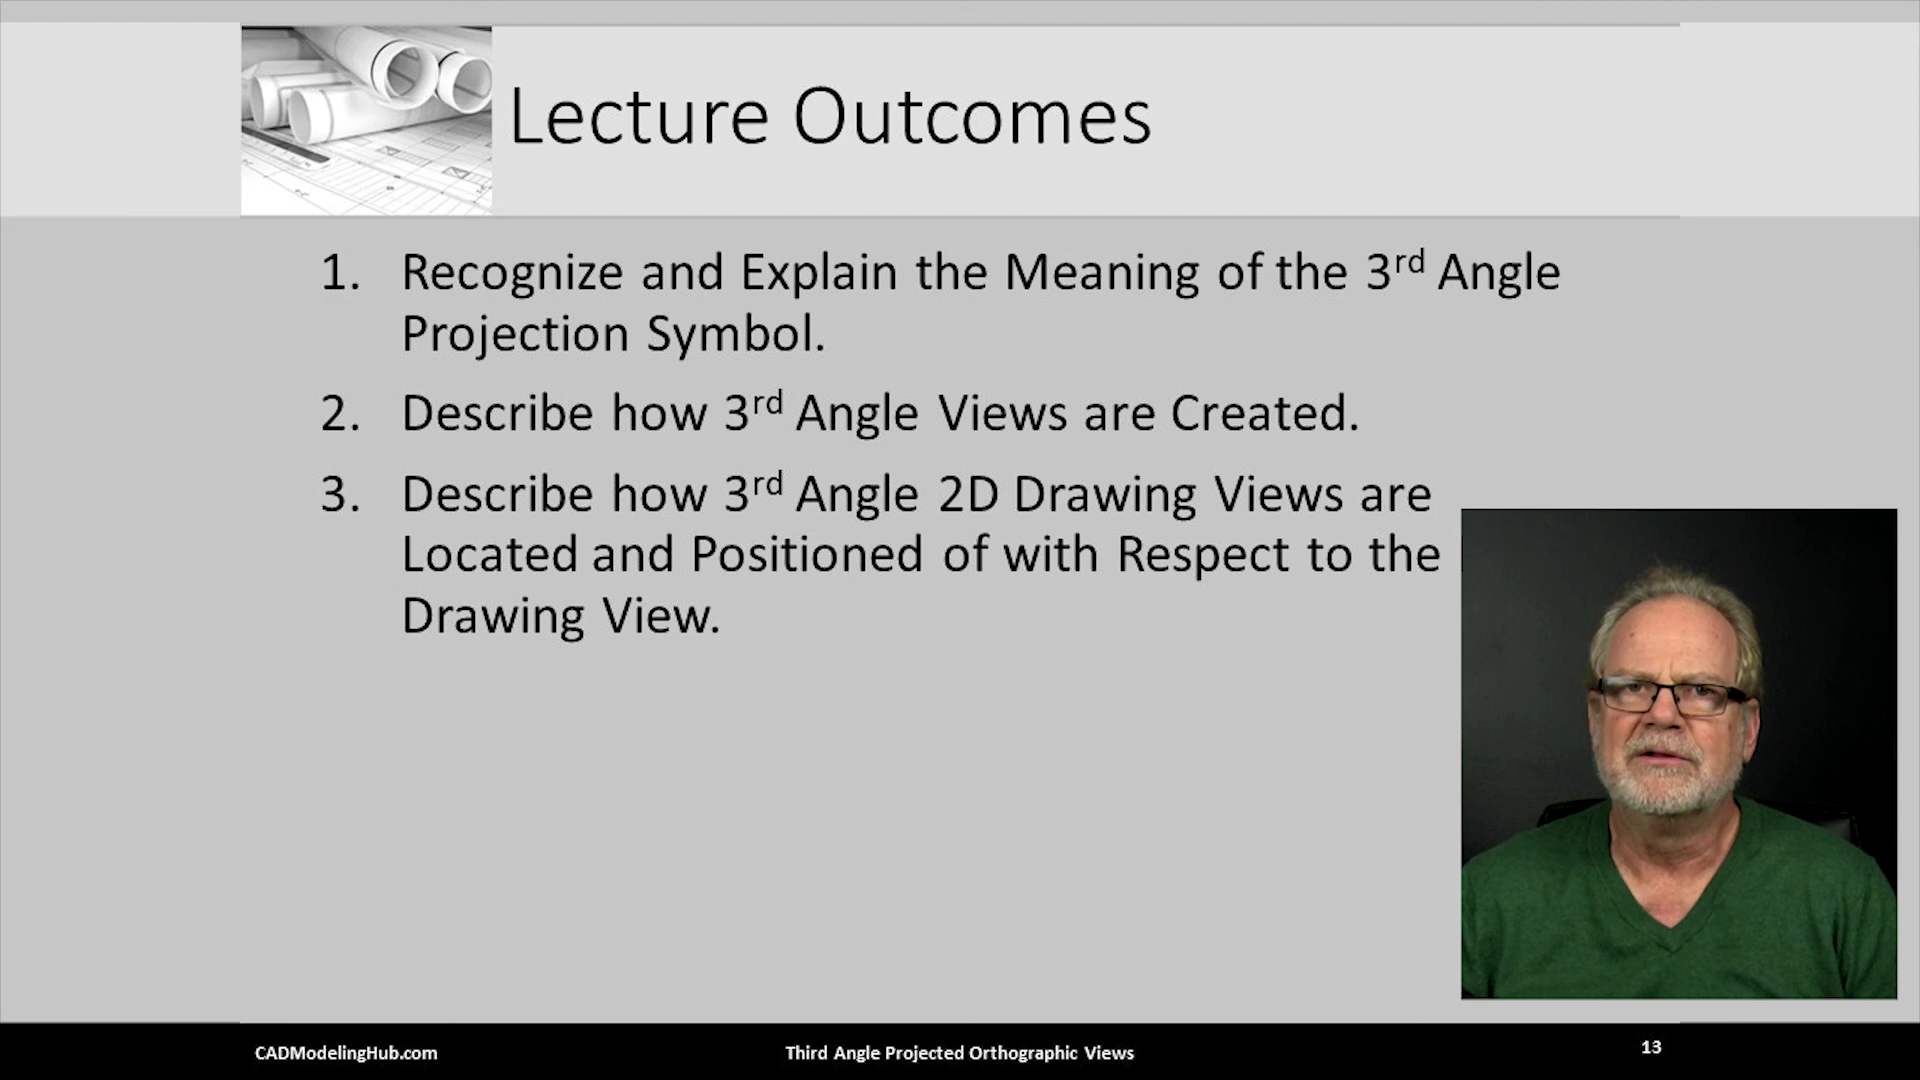 Lecture Outcomes
1. Recognize and Explain the Meaning of the 3rd Angle
Projection Symbol.
2. Describe how 3rd Angle Views are Created.
3. Describe how 3rd Angle 2D Drawing Views are
Located and Positioned of with Respect to the
Drawing View.
CADModelingHub.com
Third Angle Projected Orthographic Views
13